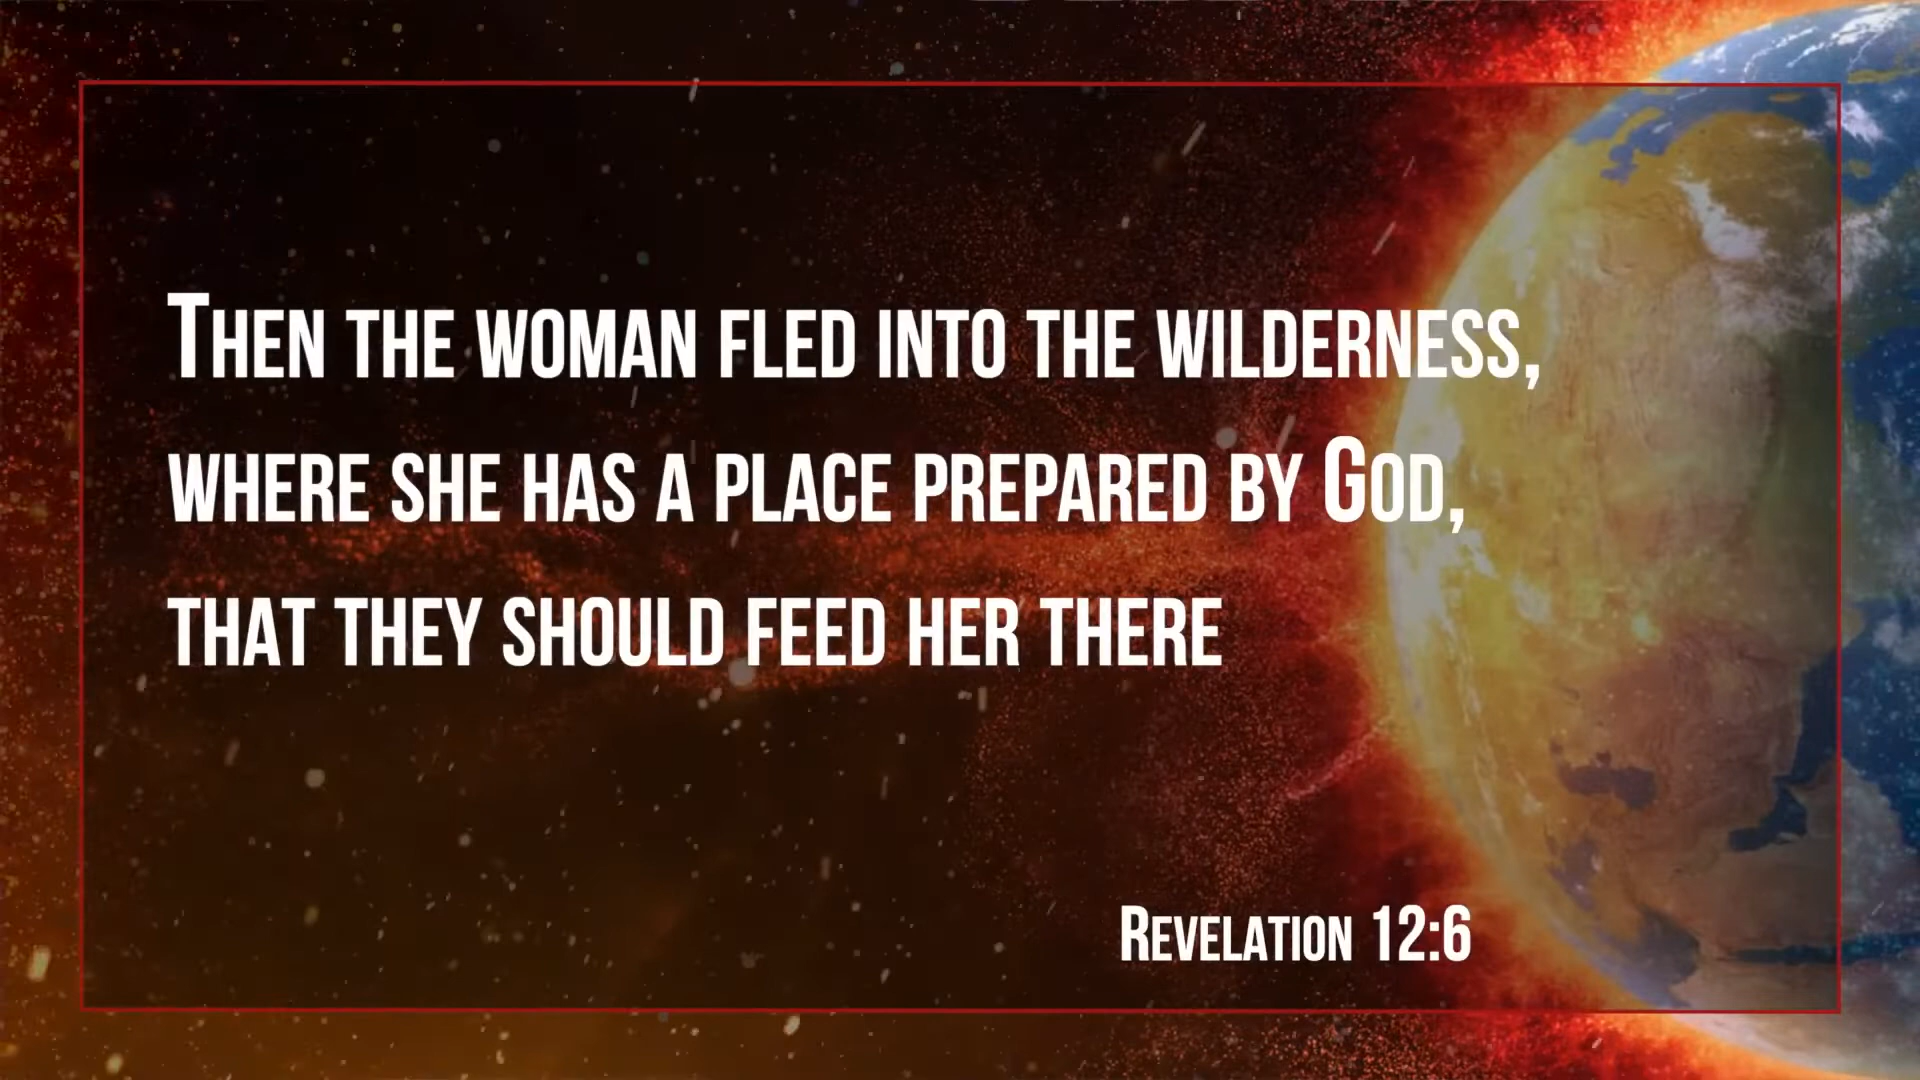 Then the woman fled into the wilderness,
where she has a place prepared by God,
that they should feed her there
Revelation 12:6